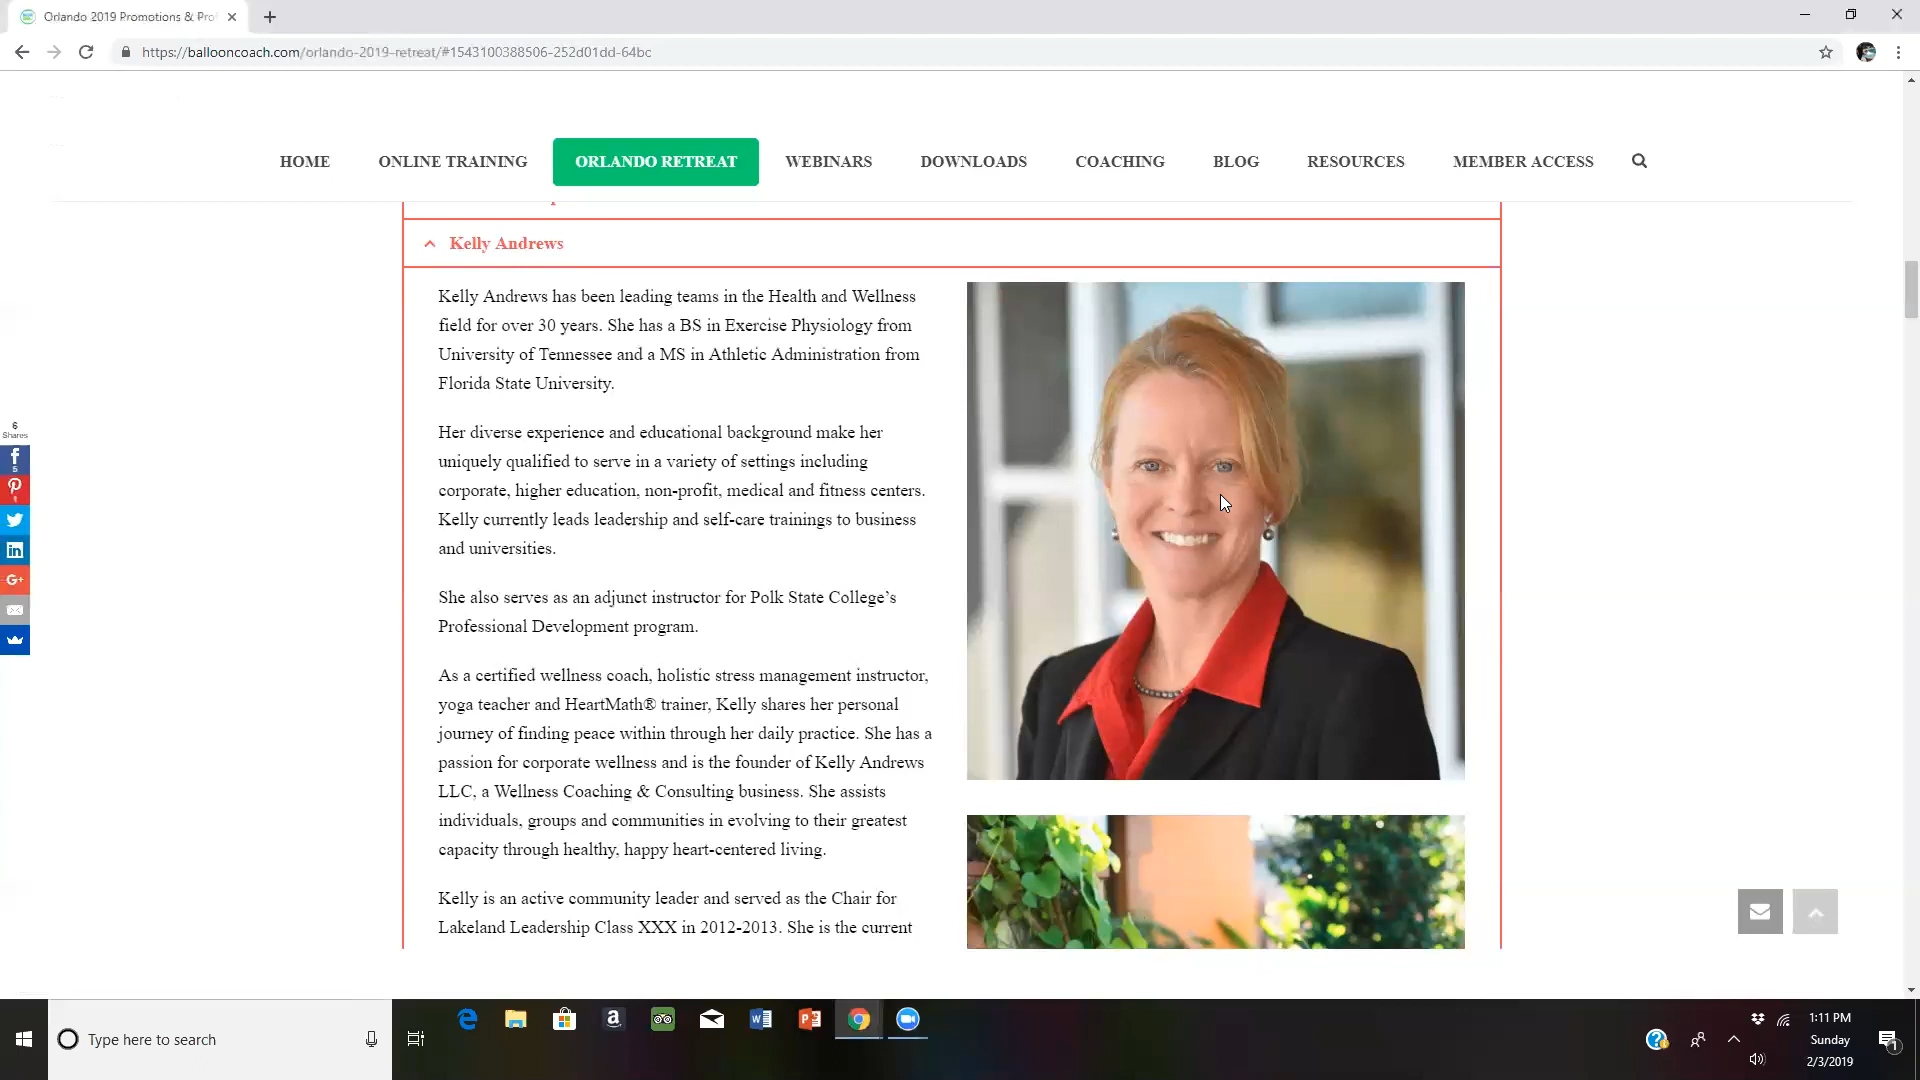 Orlando 2019 Promotions & Pro
https://ballooncoach.com/orlando-2019-retreat/#1543100388506-252d01dd-64bc
HOME ONLINE TRAINING ORLANDO RETREAT WEBINARS DOWNLOADS COACHING BLOG RESOURCES MEMBER ACCESS
Kelly Andrews
Kelly Andrews has been leading teams in the Health and Wellness
field for over 30 years. She has a BS in Exercise Physiology from
University of Tennessee and a MS in Athletic Administration from
Florida State University.
Her diverse experience and educational background make her
uniquely qualified to serve in a variety of settings including
corporate, higher education, non-profit, medical and fitness centers.
Kelly currently leads leadership and self-care trainings to business
and universities.
She also serves as an adjunct instructor for Polk State College’s
Professional Development program.
As a certified wellness coach, holistic stress management instructor,
yoga teacher and HeartMath® trainer, Kelly shares her personal
journey of finding peace within through her daily practice. She has a
passion for corporate wellness and is the founder of Kelly Andrews
LLC, a Wellness Coaching & Consulting business. She assists
individuals, groups and communities in evolving to their greatest
capacity through healthy, happy heart-centered living.
Kelly is an active community leader and served as the Chair for
Lakeland Leadership Class XXX in 2012-2013. She is the current
6
Shares
5
G+
Type here to search
1:11 PM
Sunday
2/3/2019
1